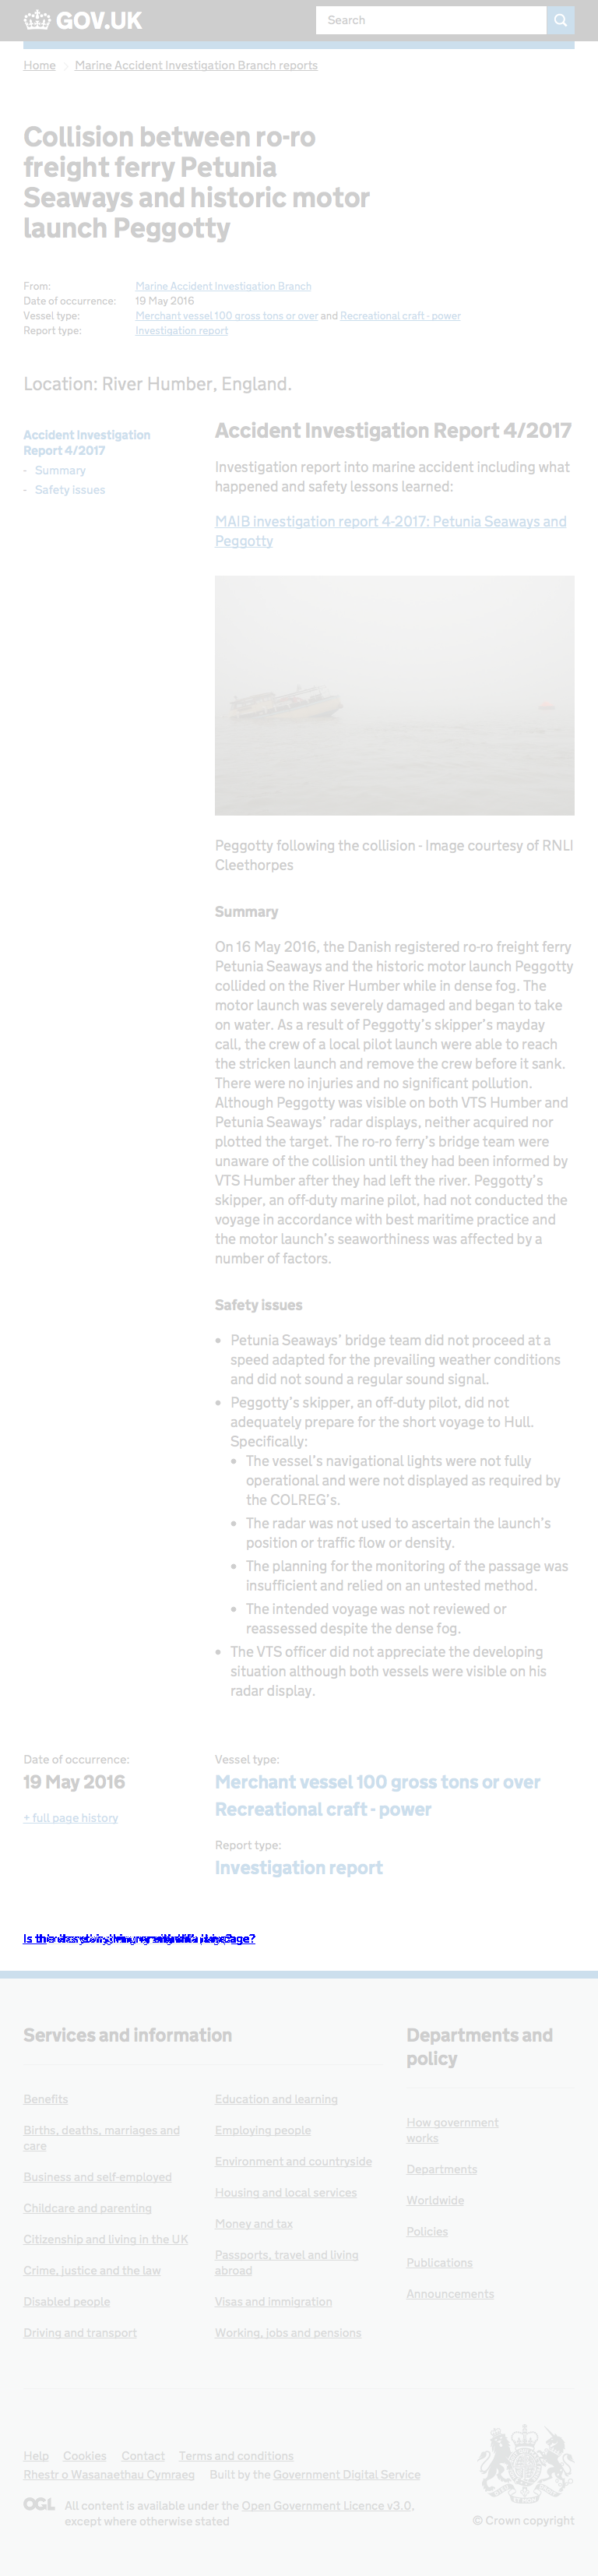 GOV.UK
Search
Home
Marine Accident Investigation Branch reports
Collision between ro-ro
freight ferry Petunia
Seaways and historic motor
launch Peggotty
From: Marine Accident Investigation Branch
Date of occurrence: 19 May 2016
Vessel type: Merchant vessel 100 gross tons or over and Recreational craft - power
Report type: Investigation report
Location: River Humber, England.
Accident Investigation
Report 4/2017
- Summary
- Safety issues
Accident Investigation Report 4/2017
Investigation report into marine accident including what
happened and safety lessons learned:
MAIB investigation report 4-2017: Petunia Seaways and
Peggotty
Peggotty following the collision - Image courtesy of RNLI
Cleethorpes
Summary
On 16 May 2016, the Danish registered ro-ro freight ferry
Petunia Seaways and the historic motor launch Peggotty
collided on the River Humber while in dense fog. The
motor launch was severely damaged and began to take
on water. As a result of Peggotty's skipper's mayday
call, the crew of a local pilot launch were able to reach
the stricken launch and remove the crew before it sank.
There were no injuries and no significant pollution.
Although Peggotty was visible on both VTS Humber and
Petunia Seaways' radar displays, neither acquired nor
plotted the target. The ro-ro ferry's bridge team were
unaware of the collision until they had been informed by
VTS Humber after they had left the river. Peggotty's
skipper, an off-duty marine pilot, had not conducted the
voyage in accordance with best maritime practice and
the motor launch's seaworthiness was affected by a
number of factors.
Safety issues
• Petunia Seaways' bridge team did not proceed at a
speed adapted for the prevailing weather conditions
and did not sound a regular sound signal.
• Peggotty's skipper, an off-duty pilot, did not
adequately prepare for the short voyage to Hull.
Specifically:
• The vessel's navigational lights were not fully
operational and were not displayed as required by
the COLREG's.
• The radar was not used to ascertain the launch's
position or traffic flow or density.
• The planning for the monitoring of the passage was
insufficient and relied on an untested method.
• The intended voyage was not reviewed or
reassessed despite the dense fog.
• The VTS officer did not appreciate the developing
situation although both vessels were visible on his
radar display.
Date of occurrence:
19 May 2016
+ full page history
Vessel type:
Merchant vessel 100 gross tons or over
Recreational craft - power
Report type:
Investigation report
Services and information
Benefits
Births, deaths, marriages and
care
Business and self-employed
Childcare and parenting
Citizenship and living in the UK
Crime, justice and the law
Disabled people
Driving and transport
Education and learning
Employing people
Environment and countryside
Housing and local services
Money and tax
Passports, travel and living
abroad
Visas and immigration
Working, jobs and pensions
Departments and
policy
How government
works
Departments
Worldwide
Policies
Publications
Announcements
Help Cookies Contact Terms and conditions
Rhestr o Wasanaethau Cymraeg Built by the Government Digital Service
OGL All content is available under the Open Government Licence v3.0,
except where otherwise stated
© Crown copyright